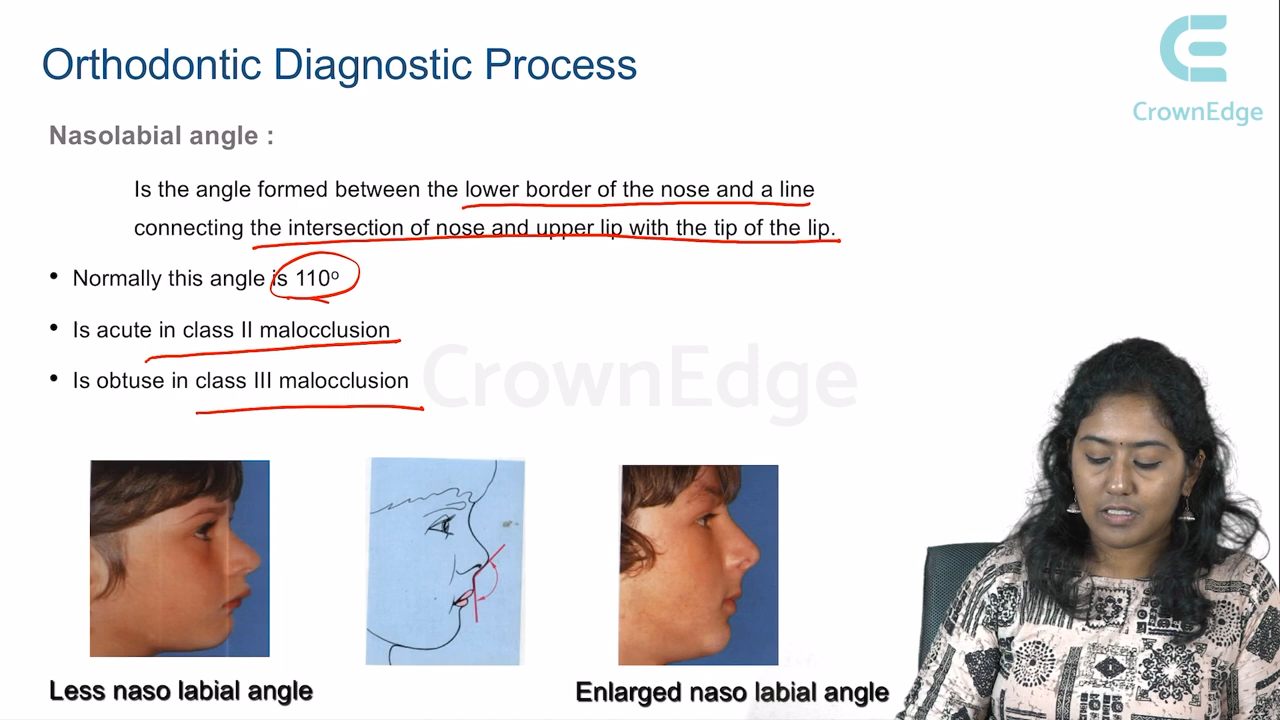 Orthodontic Diagnostic Process
CrownEdge
Nasolabial angle :
Is the angle formed between the lower border of the nose and a line
connecting the intersection of nose and upper lip with the tip of the lip.
• Normally this angle is 110º
• Is acute in class II malocclusion
• Is obtuse in class III malocclusion
CrownEdge
Less naso labial angle
Enlarged naso labial angle